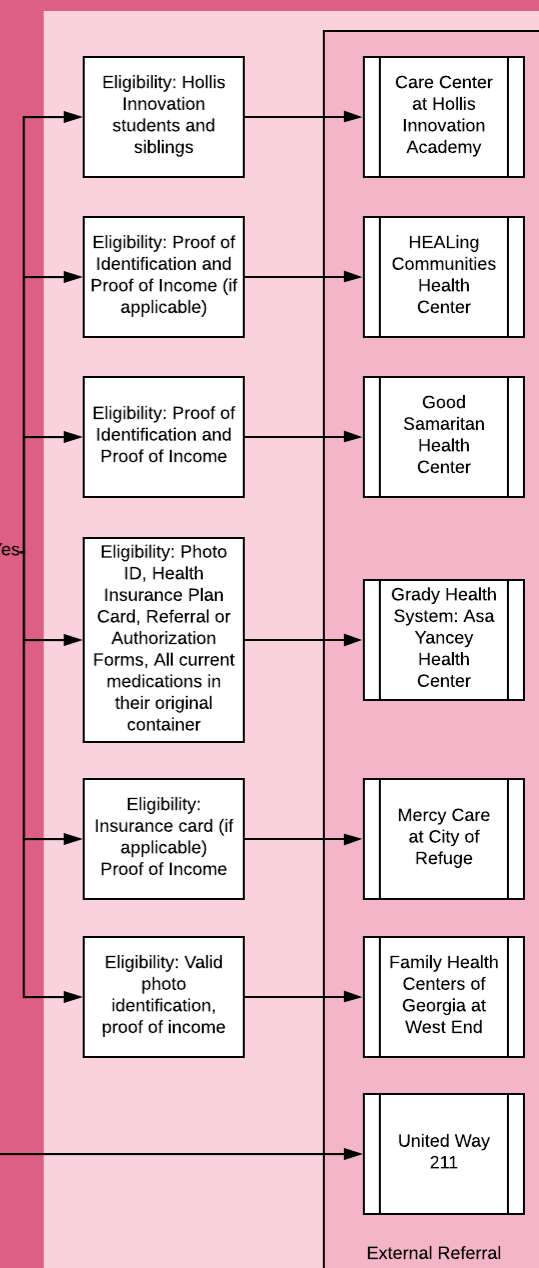 Eligibility: Hollis
Innovation
students and
siblings
Care Center
at Hollis
Innovation
Academy
Eligibility: Proof of
Identification and
Proof of Income (if
applicable)
HEALing
Communities
Health
Center
Eligibility: Proof of
Identification and
Proof of Income
Good
Samaritan
Health
Center
Yes
Eligibility: Photo
ID, Health
Insurance Plan
Card, Referral or
Authorization
Forms, All current
medications in
their original
container
Grady Health
System: Asa
Yancey
Health
Center
Eligibility:
Insurance card (if
applicable)
Proof of Income
Mercy Care
at City of
Refuge
Eligibility: Valid
photo
identification,
proof of income
Family Health
Centers of
Georgia at
West End
United Way
211
External Referral